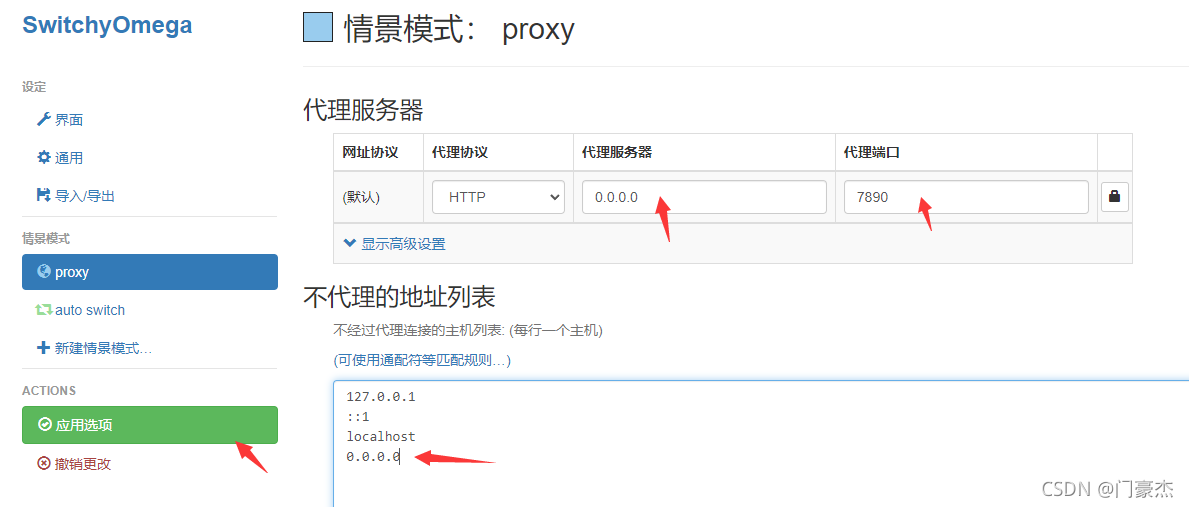 SwitchyOmega
设定
界面
通用
导入/导出
情景模式
proxy
auto switch
新建情景模式…
ACTIONS
应用选项
撤销更改
情景模式： proxy
代理服务器
网址协议 代理协议 代理服务器 代理端口
(默认) HTTP 0.0.0.0 7890
显示高级设置
不代理的地址列表
不经过代理连接的主机列表: (每行一个主机)
(可使用通配符等匹配规则…)
127.0.0.1
::1
localhost
0.0.0.0
CSDN @门豪杰